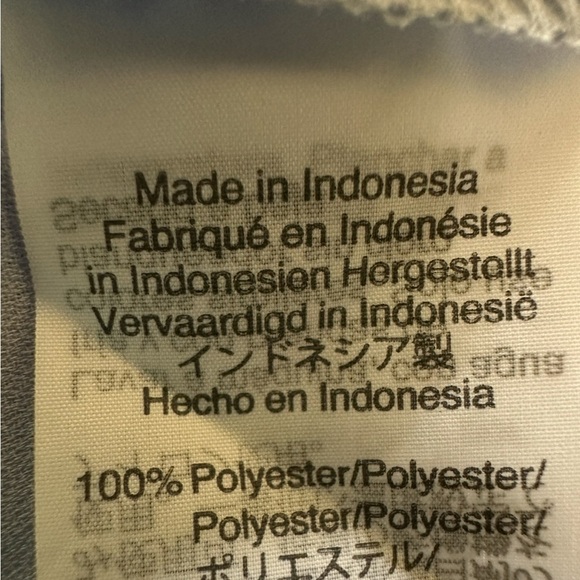 Made in Indonesia
Fabriqué en Indonésie
in Indonesien Hergestellt
Vervaardigd in Indonesië
インドネシア製
Hecho en Indonesia
100% Polyester/Polyester/
Polyester/Polyester/
ポリエステル/